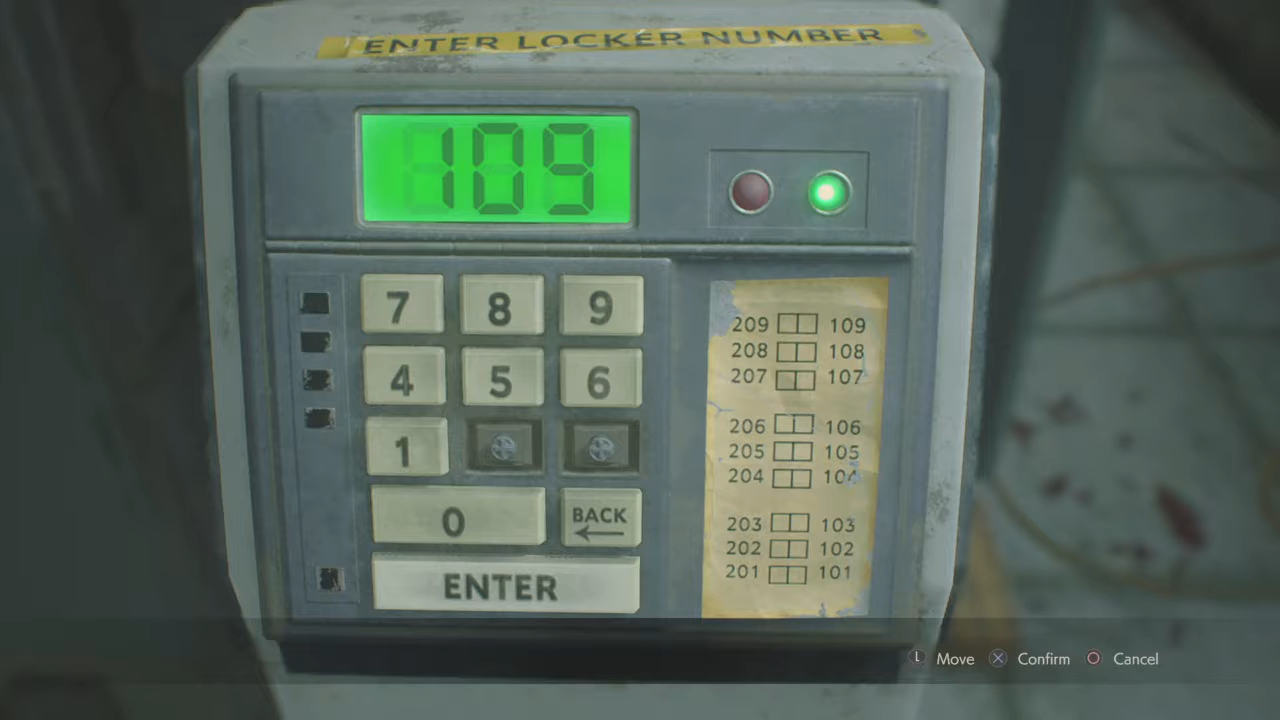 ENTER LOCKER NUMBER
109
7 8 9
4 5 6
1
0 BACK
ENTER
209 109
208 108
207 107
206 106
205 105
204 104
203 103
202 102
201 101
L Move Confirm Cancel